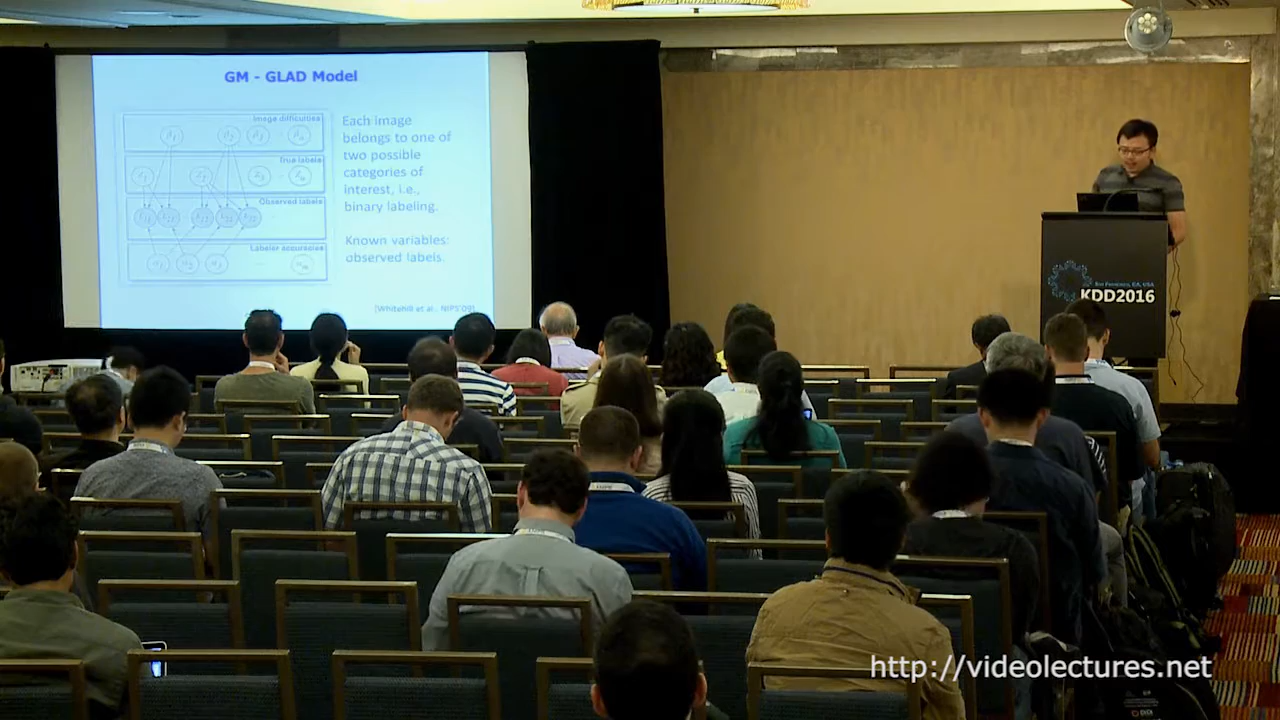 GM - GLAD Model
Image difficulties
True labels
Observed labels
Labeler accuracies
Each image
belongs to one of
two possible
categories of
interest, i.e.,
binary labeling.
Known variables:
observed labels.
[Whitehill et al., NIPS'09]
San Francisco, CA, USA
KDD2016
http://videolectures.net